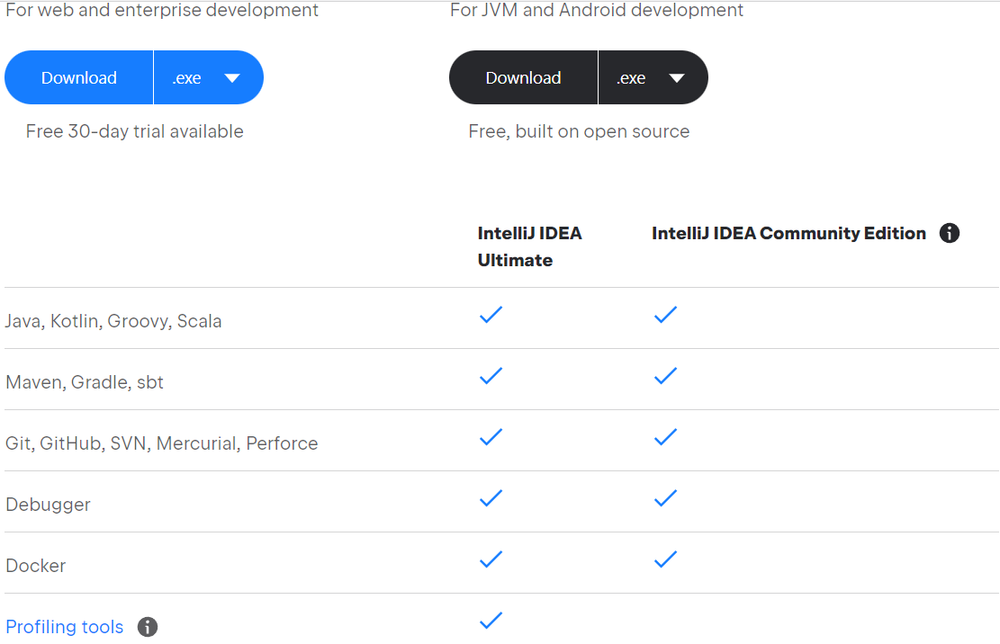 For web and enterprise development
For JVM and Android development
Download
.exe
Download
.exe
Free 30-day trial available
Free, built on open source
IntelliJ IDEA
Ultimate
IntelliJ IDEA Community Edition
Java, Kotlin, Groovy, Scala
Maven, Gradle, sbt
Git, GitHub, SVN, Mercurial, Perforce
Debugger
Docker
Profiling tools